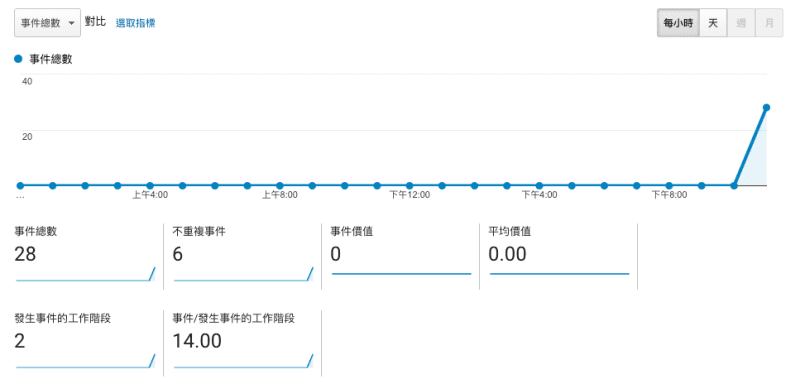 事件總數 對比 選取指標 每小時 天 週 月
事件總數
40
20
... 上午4:00 上午8:00 下午12:00 下午4:00 下午8:00
事件總數 不重複事件 事件價值 平均價值
28 6 0 0.00
發生事件的工作階段 事件/發生事件的工作階段
2 14.00